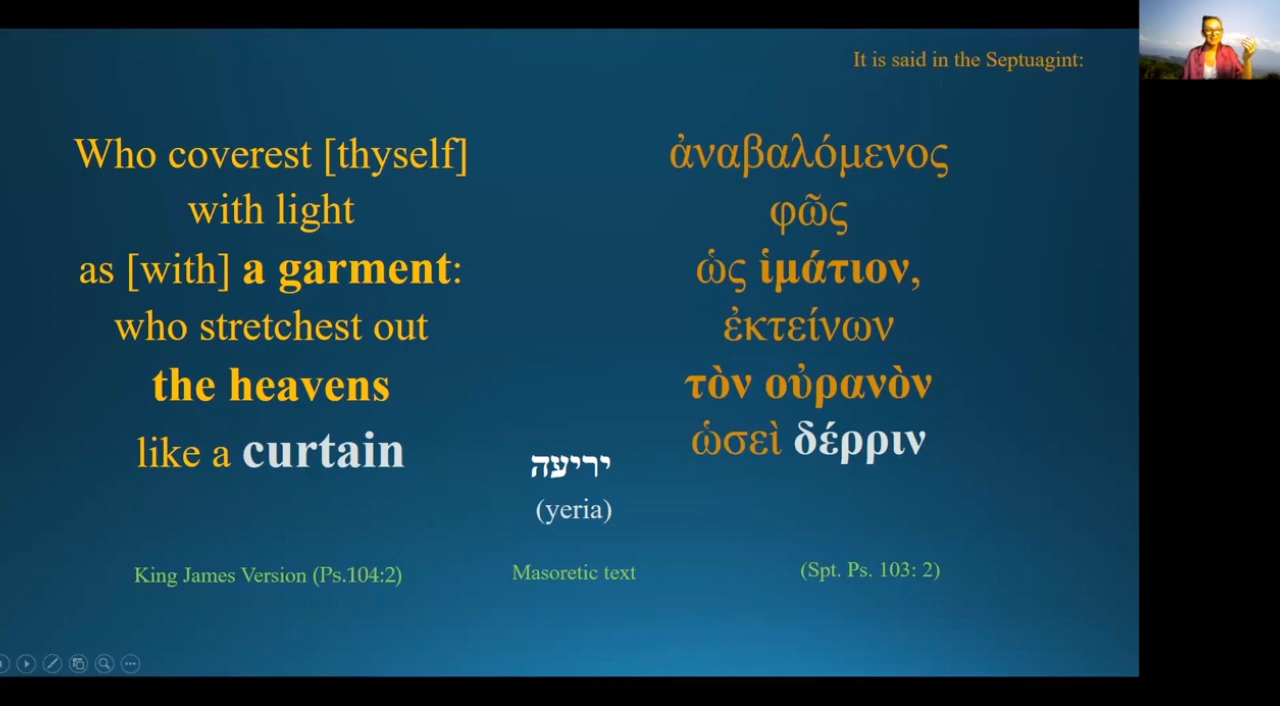 It is said in the Septuagint:
Who coverest [thyself]
with light
as [with] a garment:
who stretchest out
the heavens
like a curtain
King James Version (Ps.104:2)
יריעה
(yeria)
Masoretic text
ἀναβαλόμενος
φῶς
ὡς ἱμάτιον,
ἐκτείνων
τὸν οὐρανὸν
ὡσεὶ δέρριν
(Spt. Ps. 103: 2)